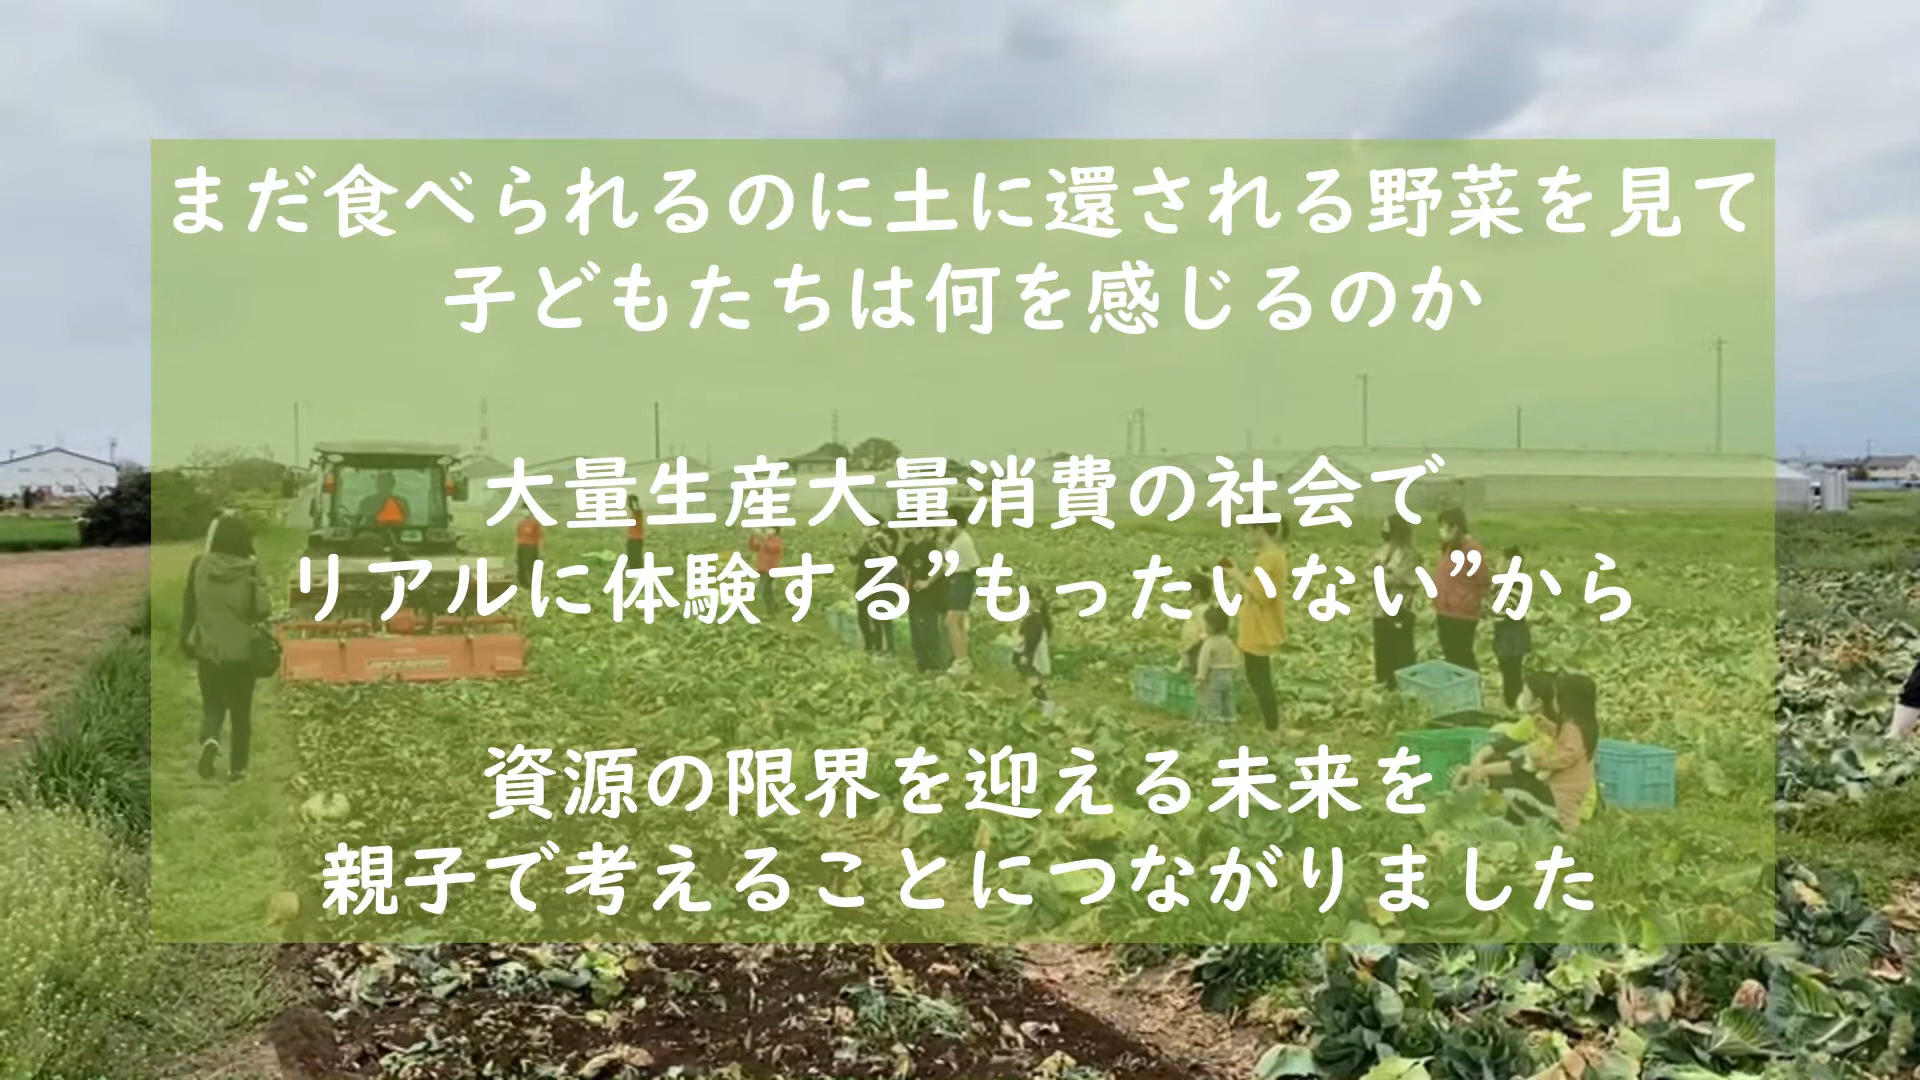 まだ食べられるのに土に還される野菜を見て
子どもたちは何を感じるのか
大量生産大量消費の社会で
リアルに体験する”もったいない”から
資源の限界を迎える未来を
親子で考えることにつながりました